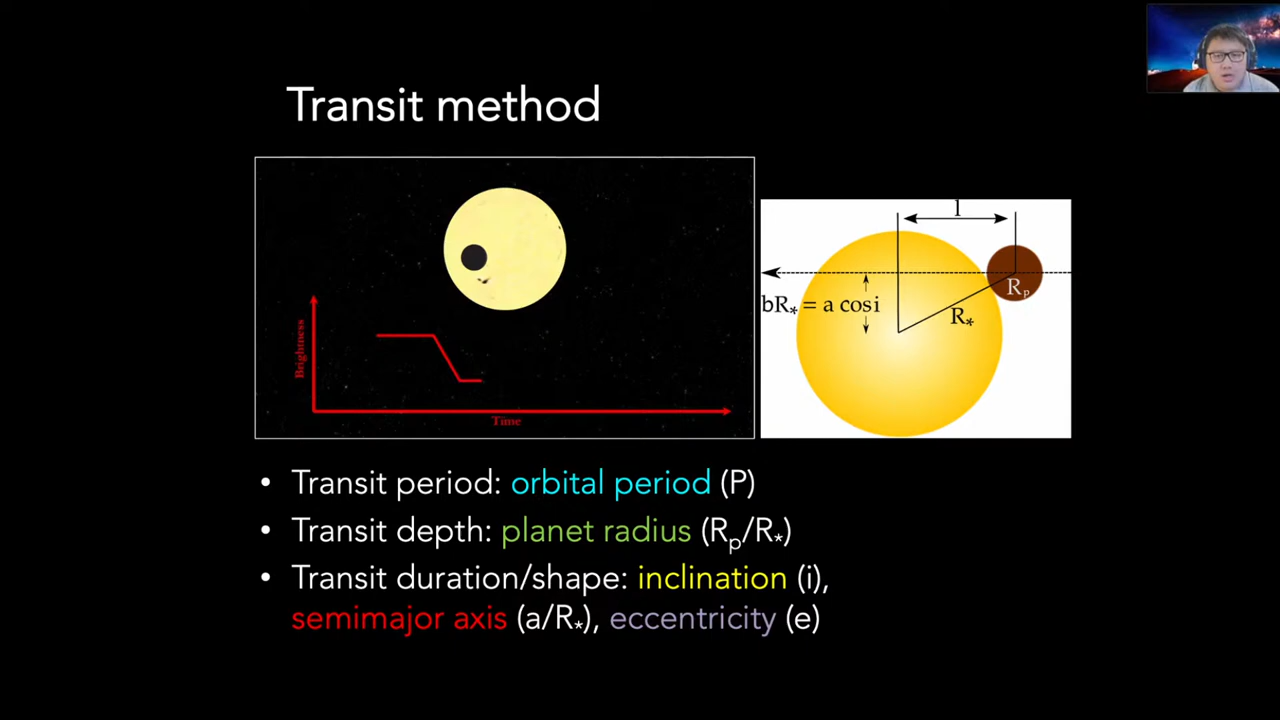 Transit method
Brightness
Time
l
bR* = a cosi
R*
Rp
• Transit period: orbital period (P)
• Transit depth: planet radius (Rp/R*)
• Transit duration/shape: inclination (i),
semimajor axis (a/R*), eccentricity (e)